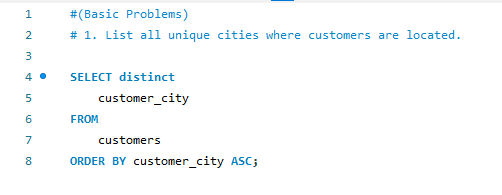 1 #(Basic Problems)
2 # 1. List all unique cities where customers are located.
3
4 SELECT distinct
5 customer_city
6 FROM
7 customers
8 ORDER BY customer_city ASC;